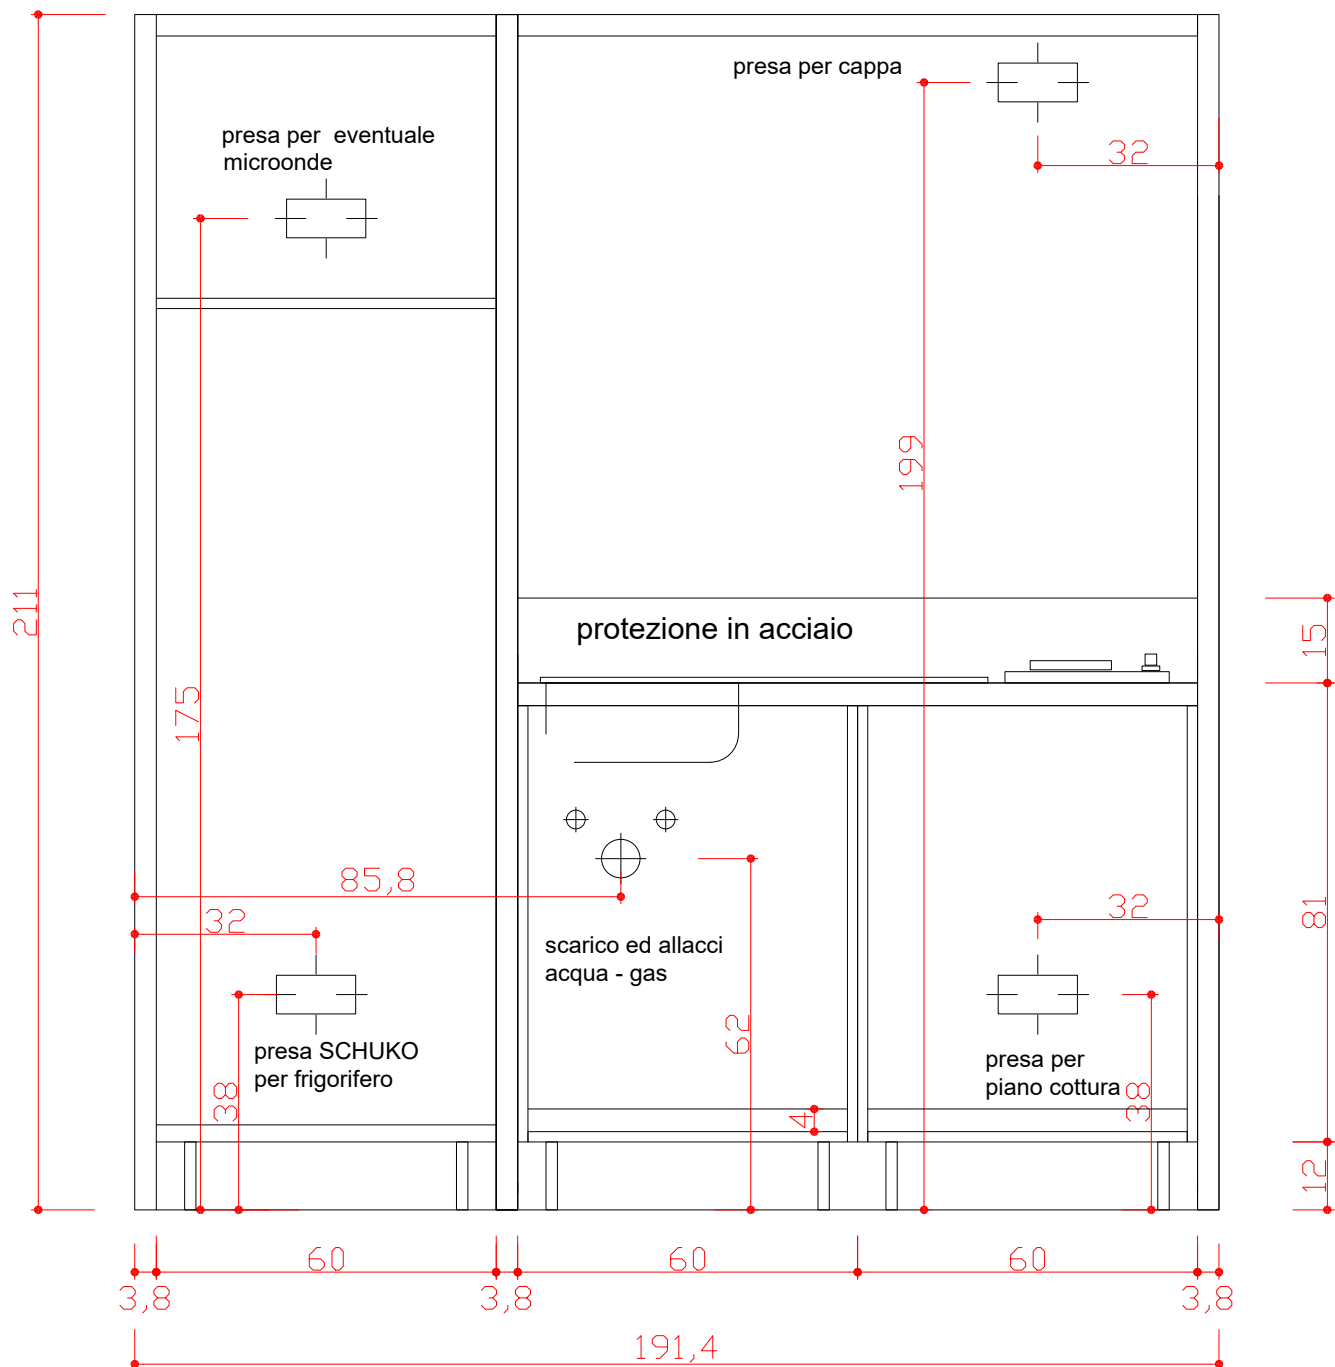 presa per cappa
32
presa per  eventuale
microonde
199
211
protezione in acciaio
15
175
85,8
32
32
81
scarico ed allacci
acqua - gas
62
presa SCHUKO
per frigorifero
38
presa per
piano cottura
38
4
12
60
60
60
3,8
3,8
3,8
191,4